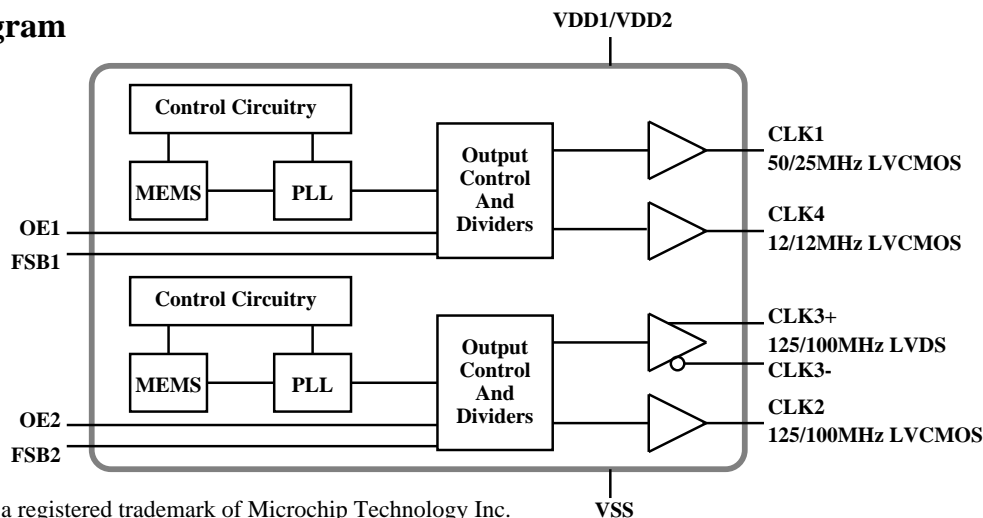 gram
VDD1/VDD2
Control Circuitry
MEMS
PLL
Output
Control
And
Dividers
CLK1
50/25MHz LVCMOS
CLK4
12/12MHz LVCMOS
OE1
FSB1
Control Circuitry
MEMS
PLL
Output
Control
And
Dividers
CLK3+
125/100MHz LVDS
CLK3-
CLK2
125/100MHz LVCMOS
OE2
FSB2
VSS
a registered trademark of Microchip Technology Inc.